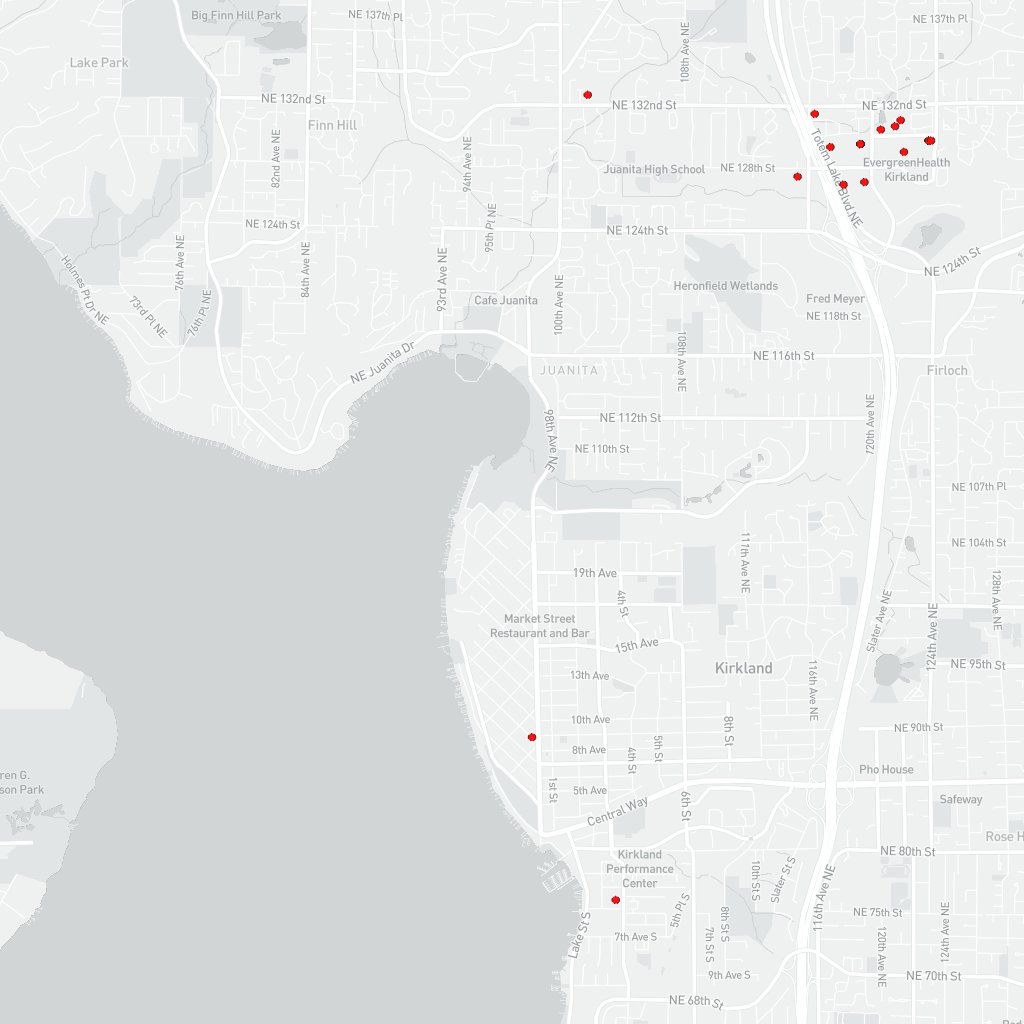 Big Finn Hill Park
NE 137th Pl
NE 137th Pl
108th Ave NE
Lake Park
NE 132nd St
NE 132nd St
NE 132nd St
Finn Hill
82nd Ave NE
94th Ave NE
Totem Lake Blvd NE
Juanita High School
NE 128th St
EvergreenHealth
Kirkland
95th Pl NE
NE 124th St
NE 124th St
NE 124th St
76th Ave NE
84th Ave NE
Holmes Pt Dr NE
73rd Pl NE
76th Pl NE
93rd Ave NE
Cafe Juanita
100th Ave NE
Heronfield Wetlands
Fred Meyer
NE 118th St
NE Juanita Dr
108th Ave NE
NE 116th St
JUANITA
Firloch
98th Ave NE
NE 112th St
120th Ave NE
NE 110th St
NE 107th Pl
111th Ave NE
NE 104th St
19th Ave
4th St
128th Ave NE
Slater Ave NE
124th Ave NE
Market Street
Restaurant and Bar
15th Ave
Kirkland
116th Ave NE
NE 95th St
13th Ave
10th Ave
8th St
NE 90th St
8th Ave
4th St
5th St
Pho House
ren G.
son Park
5th Ave
1st St
6th St
Central Way
Safeway
Rose H
NE 80th St
Kirkland
Performance
Center
10th St S
Slater St S
116th Ave NE
5th Pl S
8th St S
NE 75th St
Lake St S
7th Ave S
7th St S
120th Ave NE
124th Ave NE
9th Ave S
NE 70th St
NE 68th St